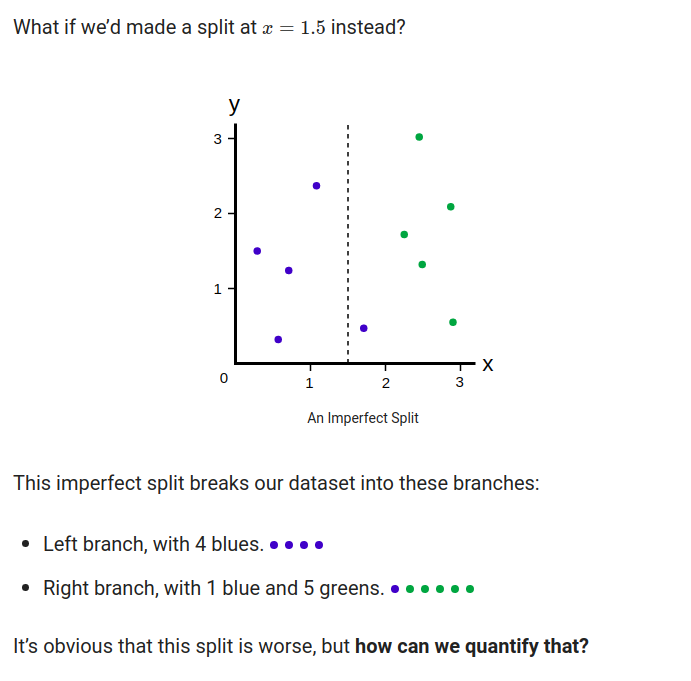 What if we’d made a split at x = 1.5 instead?
y
3
2
1
0
1 2 3
x
An Imperfect Split
This imperfect split breaks our dataset into these branches:
Left branch, with 4 blues.
Right branch, with 1 blue and 5 greens.
It’s obvious that this split is worse, but how can we quantify that?